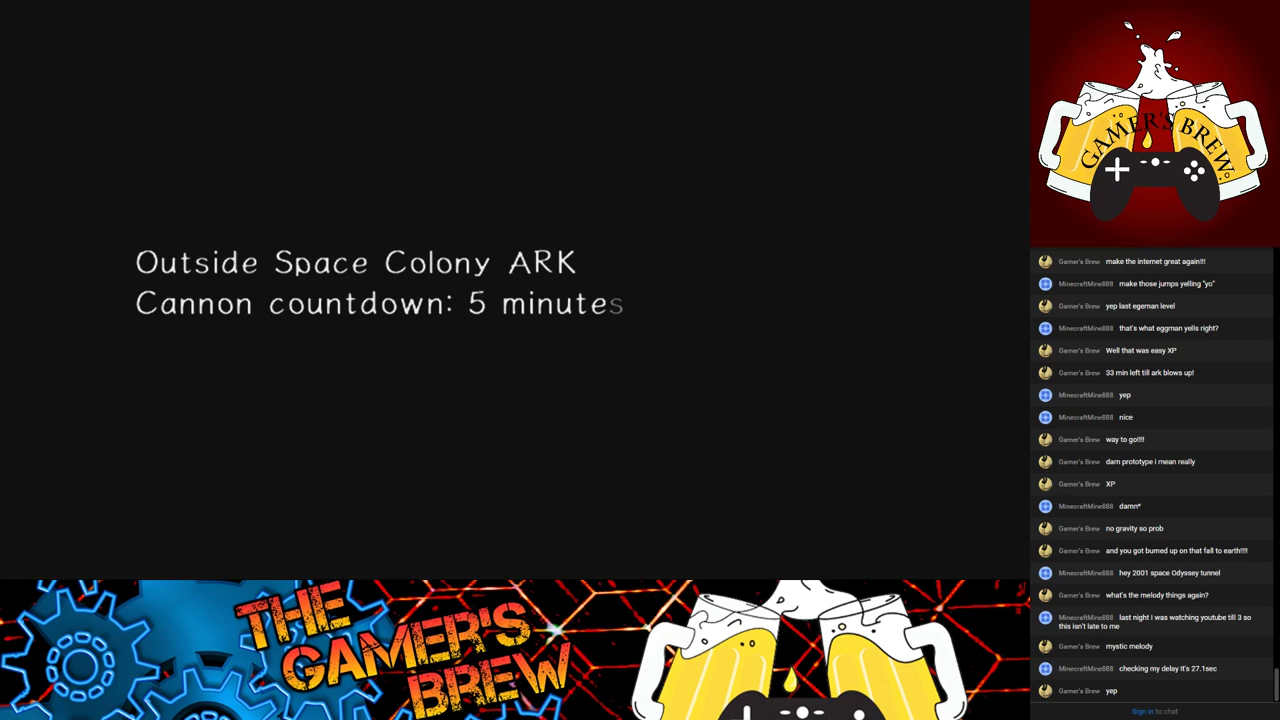 Outside Space Colony ARK
Cannon countdown: 5 minutes
THE
GAMER'S
BREW
GAMER'S BREW
Gamer's Brew make the internet great again!!!
MinecraftMine888 make those jumps yelling "yo"
Gamer's Brew yep last egeman level
MinecraftMine888 that's what eggman yells right?
Gamer's Brew Well that was easy XP
Gamer's Brew 33 min left till ark blows up!
MinecraftMine888 yep
MinecraftMine888 nice
Gamer's Brew way to go!!!!
Gamer's Brew dam prototype i mean really
Gamer's Brew XP
MinecraftMine888 damn*
Gamer's Brew no gravity so prob
Gamer's Brew and you got burned up on that fall to earth!!!!
MinecraftMine888 hey 2001 space Odyssey tunnel
Gamer's Brew what's the melody things again?
MinecraftMine888 last night I was watching youtube till 3 so
this isn't late to me
Gamer's Brew mystic melody
MinecraftMine888 checking my delay it's 27.1sec
Gamer's Brew yep
Sign in to chat